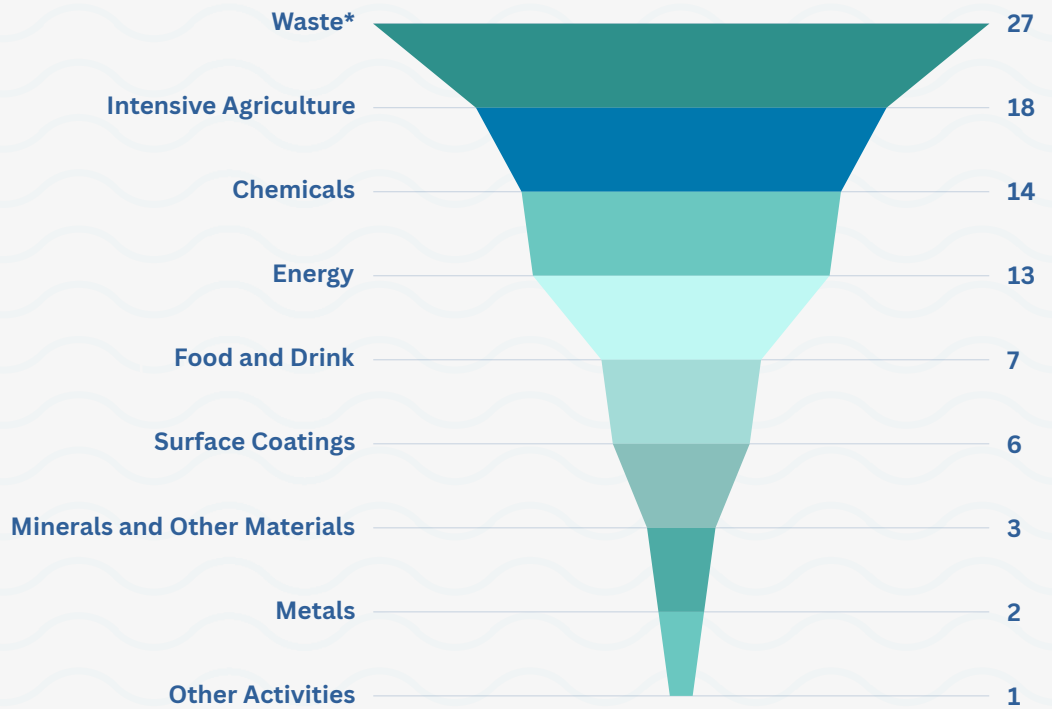 Waste* 27
Intensive Agriculture 18
Chemicals 14
Energy 13
Food and Drink 7
Surface Coatings 6
Minerals and Other Materials 3
Metals 2
Other Activities 1